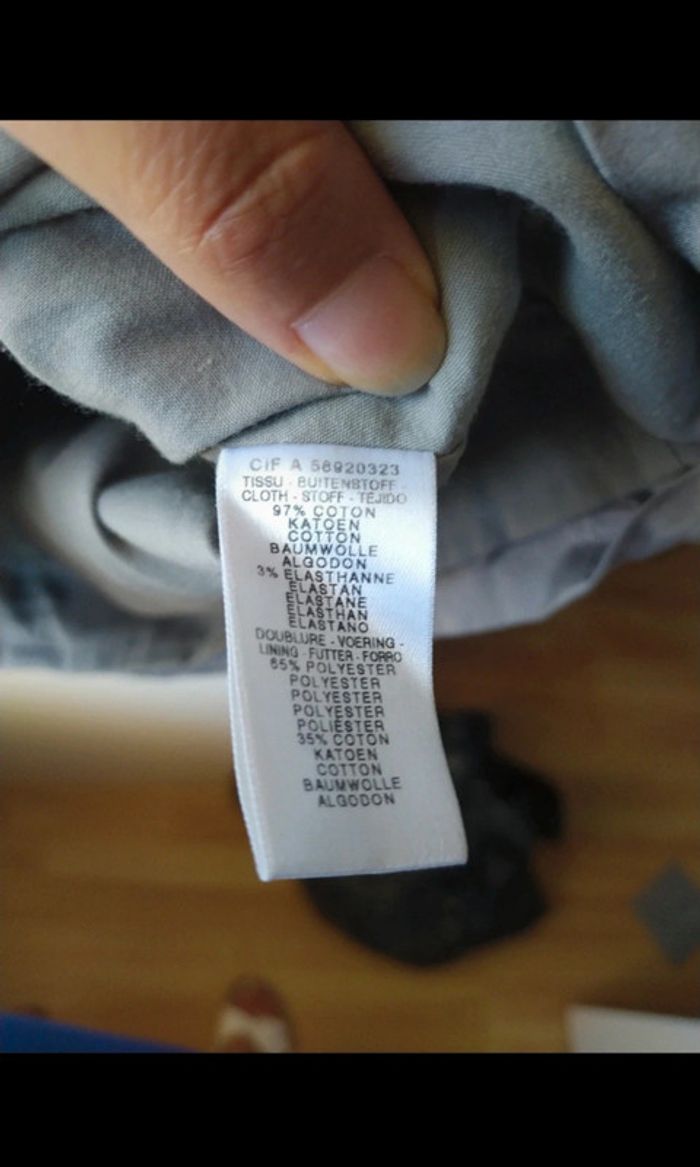 CIF A 58920323
TISSU - BUITENSTOFF -
CLOTH - STOFF - TEJIDO
97% COTON
KATOEN
COTTON
BAUMWOLLE
ALGODON
3% ELASTHANNE
ELASTAN
ELASTANE
ELASTHAN
ELASTANO
DOUBLURE - VOERING -
LINING - FUTTER - FORRO
65% POLYESTER
POLYESTER
POLYESTER
POLYESTER
POLIÉSTER
35% COTON
KATOEN
COTTON
BAUMWOLLE
ALGODON